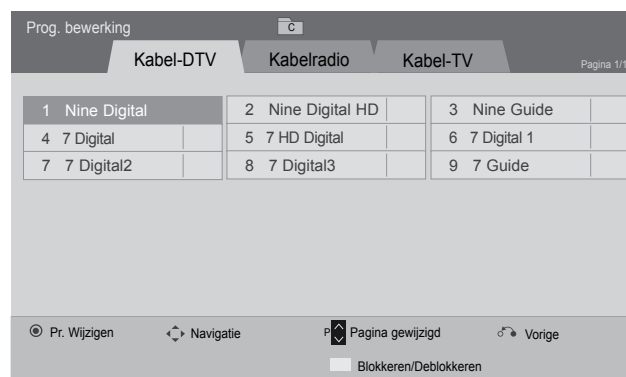 Prog. bewerking
C
Kabel-DTV Kabelradio Kabel-TV Pagina 1/1
1 Nine Digital 2 Nine Digital HD 3 Nine Guide
4 7 Digital 5 7 HD Digital 6 7 Digital 1
7 7 Digital2 8 7 Digital3 9 7 Guide
Pr. Wijzigen Navigatie P Pagina gewijzigd Vorige
Blokkeren/Deblokkeren